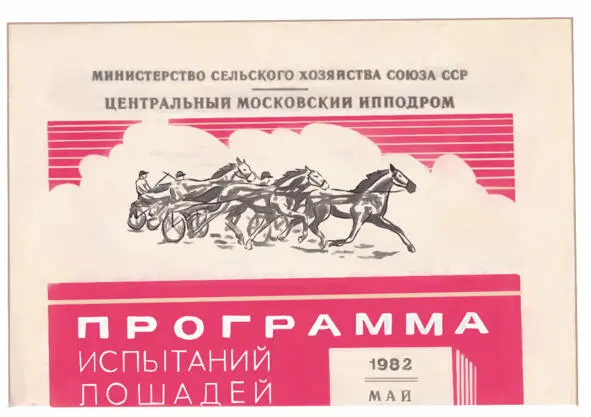 МИНИСТЕРСТВО СЕЛЬСКОГО ХОЗЯЙСТВА СОЮЗА ССР
ЦЕНТРАЛЬНЫЙ МОСКОВСКИЙ ИППОДРОМ
ПРОГРАММА
ИСПЫТАНИЙ
ЛОШАДЕЙ
1982
МАЙ